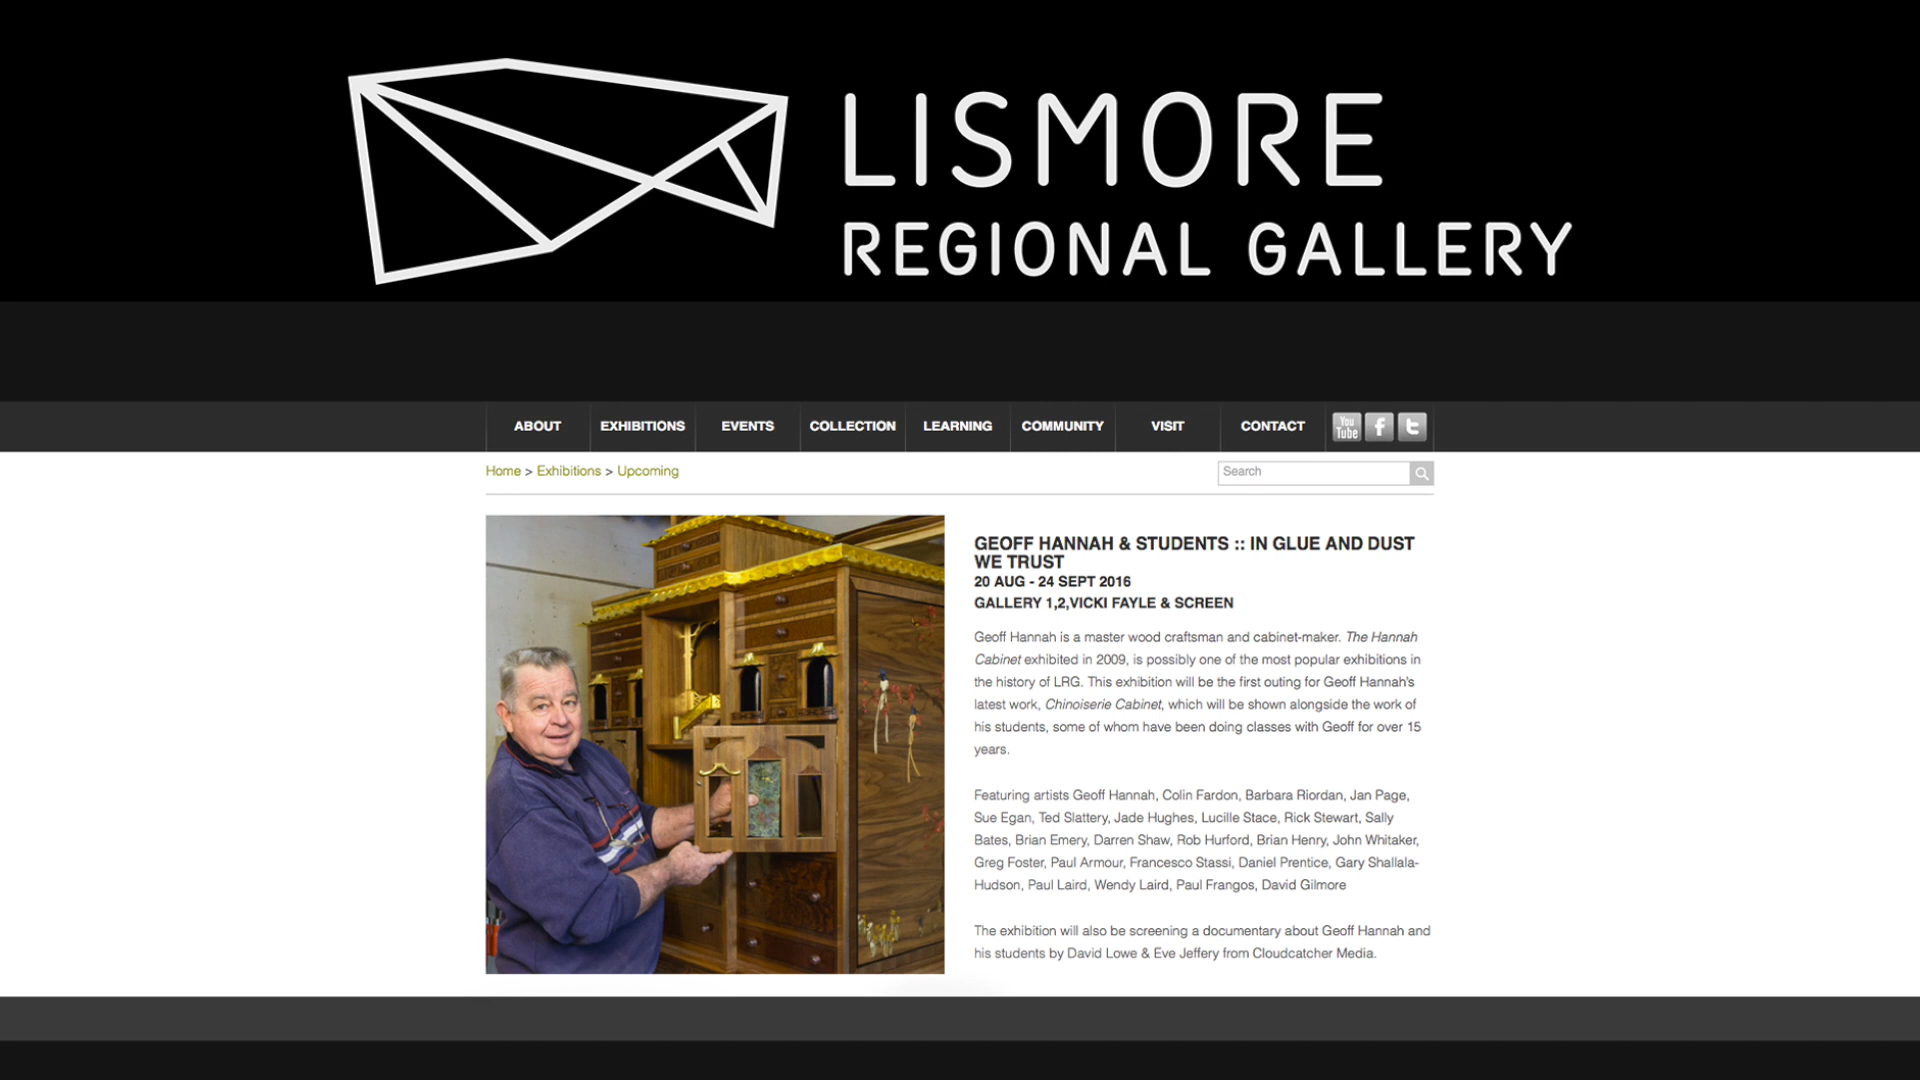 LISMORE
REGIONAL GALLERY
ABOUT EXHIBITIONS EVENTS COLLECTION LEARNING COMMUNITY VISIT CONTACT You Tube f t
Home > Exhibitions > Upcoming
Search
GEOFF HANNAH & STUDENTS :: IN GLUE AND DUST
WE TRUST
20 AUG - 24 SEPT 2016
GALLERY 1,2,VICKI FAYLE & SCREEN
Geoff Hannah is a master wood craftsman and cabinet-maker. The Hannah
Cabinet exhibited in 2009, is possibly one of the most popular exhibitions in
the history of LRG. This exhibition will be the first outing for Geoff Hannah's
latest work, Chinoiserie Cabinet, which will be shown alongside the work of
his students, some of whom have been doing classes with Geoff for over 15
years.
Featuring artists Geoff Hannah, Colin Fardon, Barbara Riordan, Jan Page,
Sue Egan, Ted Slattery, Jade Hughes, Lucille Stace, Rick Stewart, Sally
Bates, Brian Emery, Darren Shaw, Rob Hurford, Brian Henry, John Whitaker,
Greg Foster, Paul Armour, Francesco Stassi, Daniel Prentice, Gary Shallala-
Hudson, Paul Laird, Wendy Laird, Paul Frangos, David Gilmore
The exhibition will also be screening a documentary about Geoff Hannah and
his students by David Lowe & Eve Jeffery from Cloudcatcher Media.